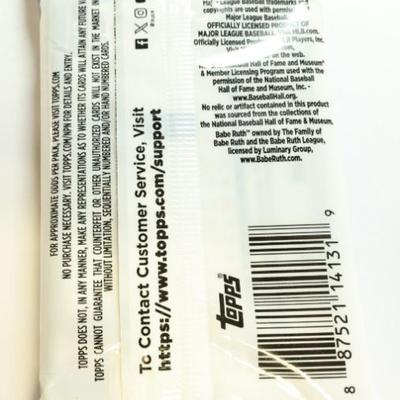 FOR APPROXIMATE ODDS PER PACK, PLEASE VISIT TOPPS.COM
NO PURCHASE NECESSARY. VISIT TOPPS.COM/NPN FOR DETAILS AND ENTRY.
TOPPS DOES NOT, IN ANY MANNER, MAKE ANY REPRESENTATIONS AS TO WHETHER ITS CARDS WILL ATTAIN ANY FUTURE
TOPPS CANNOT GUARANTEE THAT COUNTERFEIT OR OTHER UNAUTHORIZED CARDS WILL NOT EXIST IN THE MARKET
WITHOUT LIMITATION, SEQUENTIALLY NUMBERED AND/OR HAND NUMBERED CARDS.
To Contact Customer Service, Visit
https://www.topps.com/support
League Baseball trademarks and
copyrights are used with permission
Major League Baseball.
OFFICIALLY LICENSED PRODUCT OF
MAJOR LEAGUE BASEBALL. Visit MLB.com.
Officially Licensed
Players, Inc.
Baseball Hall of Fame and Museum
& Member Licensing Program used with the
permission of the National Baseball
Hall of Fame and Museum, Inc.
www.BaseballHall.org.
No relic or artifact contained in this product
was sourced from the collections of
the National Baseball Hall of Fame & Museum.
Babe Ruth™ owned by The Family of
Babe Ruth and the Babe Ruth League,
licensed by Luminary Group,
www.BabeRuth.com.
TOPPS®
8 87521 14131 9